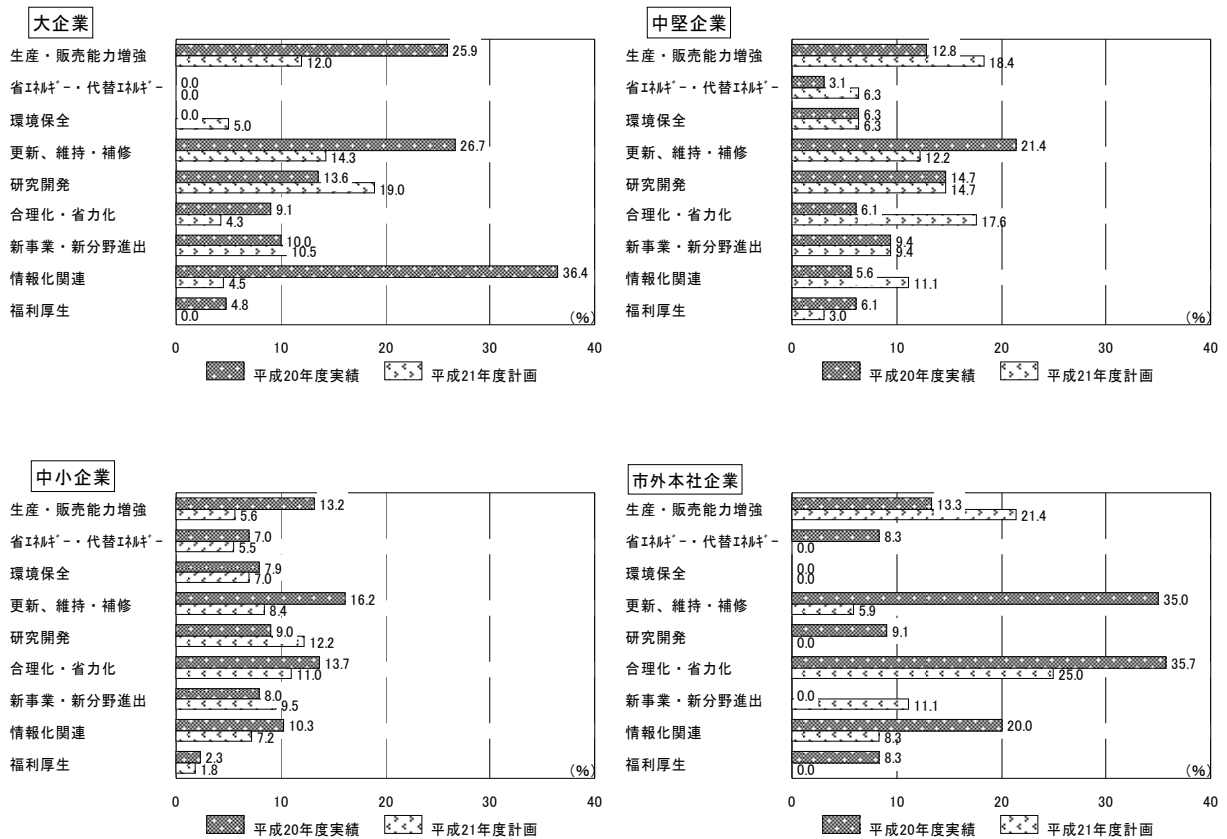 大企業
生産・販売能力増強 25.9
12.0
省ｴﾈﾙｷﾞｰ・代替ｴﾈﾙｷﾞｰ 0.0
0.0
環境保全 0.0
5.0
更新、維持・補修 26.7
14.3
研究開発 13.6
19.0
合理化・省力化 9.1
4.3
新事業・新分野進出 10.0
10.5
情報化関連 36.4
4.5
福利厚生 4.8
0.0
(%)
0 10 20 30 40
平成20年度実績 平成21年度計画
中堅企業
生産・販売能力増強 12.8
18.4
省ｴﾈﾙｷﾞｰ・代替ｴﾈﾙｷﾞｰ 3.1
6.3
環境保全 6.3
6.3
更新、維持・補修 21.4
12.2
研究開発 14.7
14.7
合理化・省力化 6.1
17.6
新事業・新分野進出 9.4
9.4
情報化関連 5.6
11.1
福利厚生 6.1
3.0
(%)
0 10 20 30 40
平成20年度実績 平成21年度計画
中小企業
生産・販売能力増強 13.2
5.6
省ｴﾈﾙｷﾞｰ・代替ｴﾈﾙｷﾞｰ 7.0
5.5
環境保全 7.9
7.0
更新、維持・補修 16.2
8.4
研究開発 9.0
12.2
合理化・省力化 13.7
11.0
新事業・新分野進出 8.0
9.5
情報化関連 10.3
7.2
福利厚生 2.3
1.8
(%)
0 10 20 30 40
平成20年度実績 平成21年度計画
市外本社企業
生産・販売能力増強 13.3
21.4
省ｴﾈﾙｷﾞｰ・代替ｴﾈﾙｷﾞｰ 8.3
0.0
環境保全 0.0
0.0
更新、維持・補修 35.0
5.9
研究開発 9.1
0.0
合理化・省力化 35.7
25.0
新事業・新分野進出 0.0
11.1
情報化関連 20.0
8.3
福利厚生 8.3
0.0
(%)
0 10 20 30 40
平成20年度実績 平成21年度計画